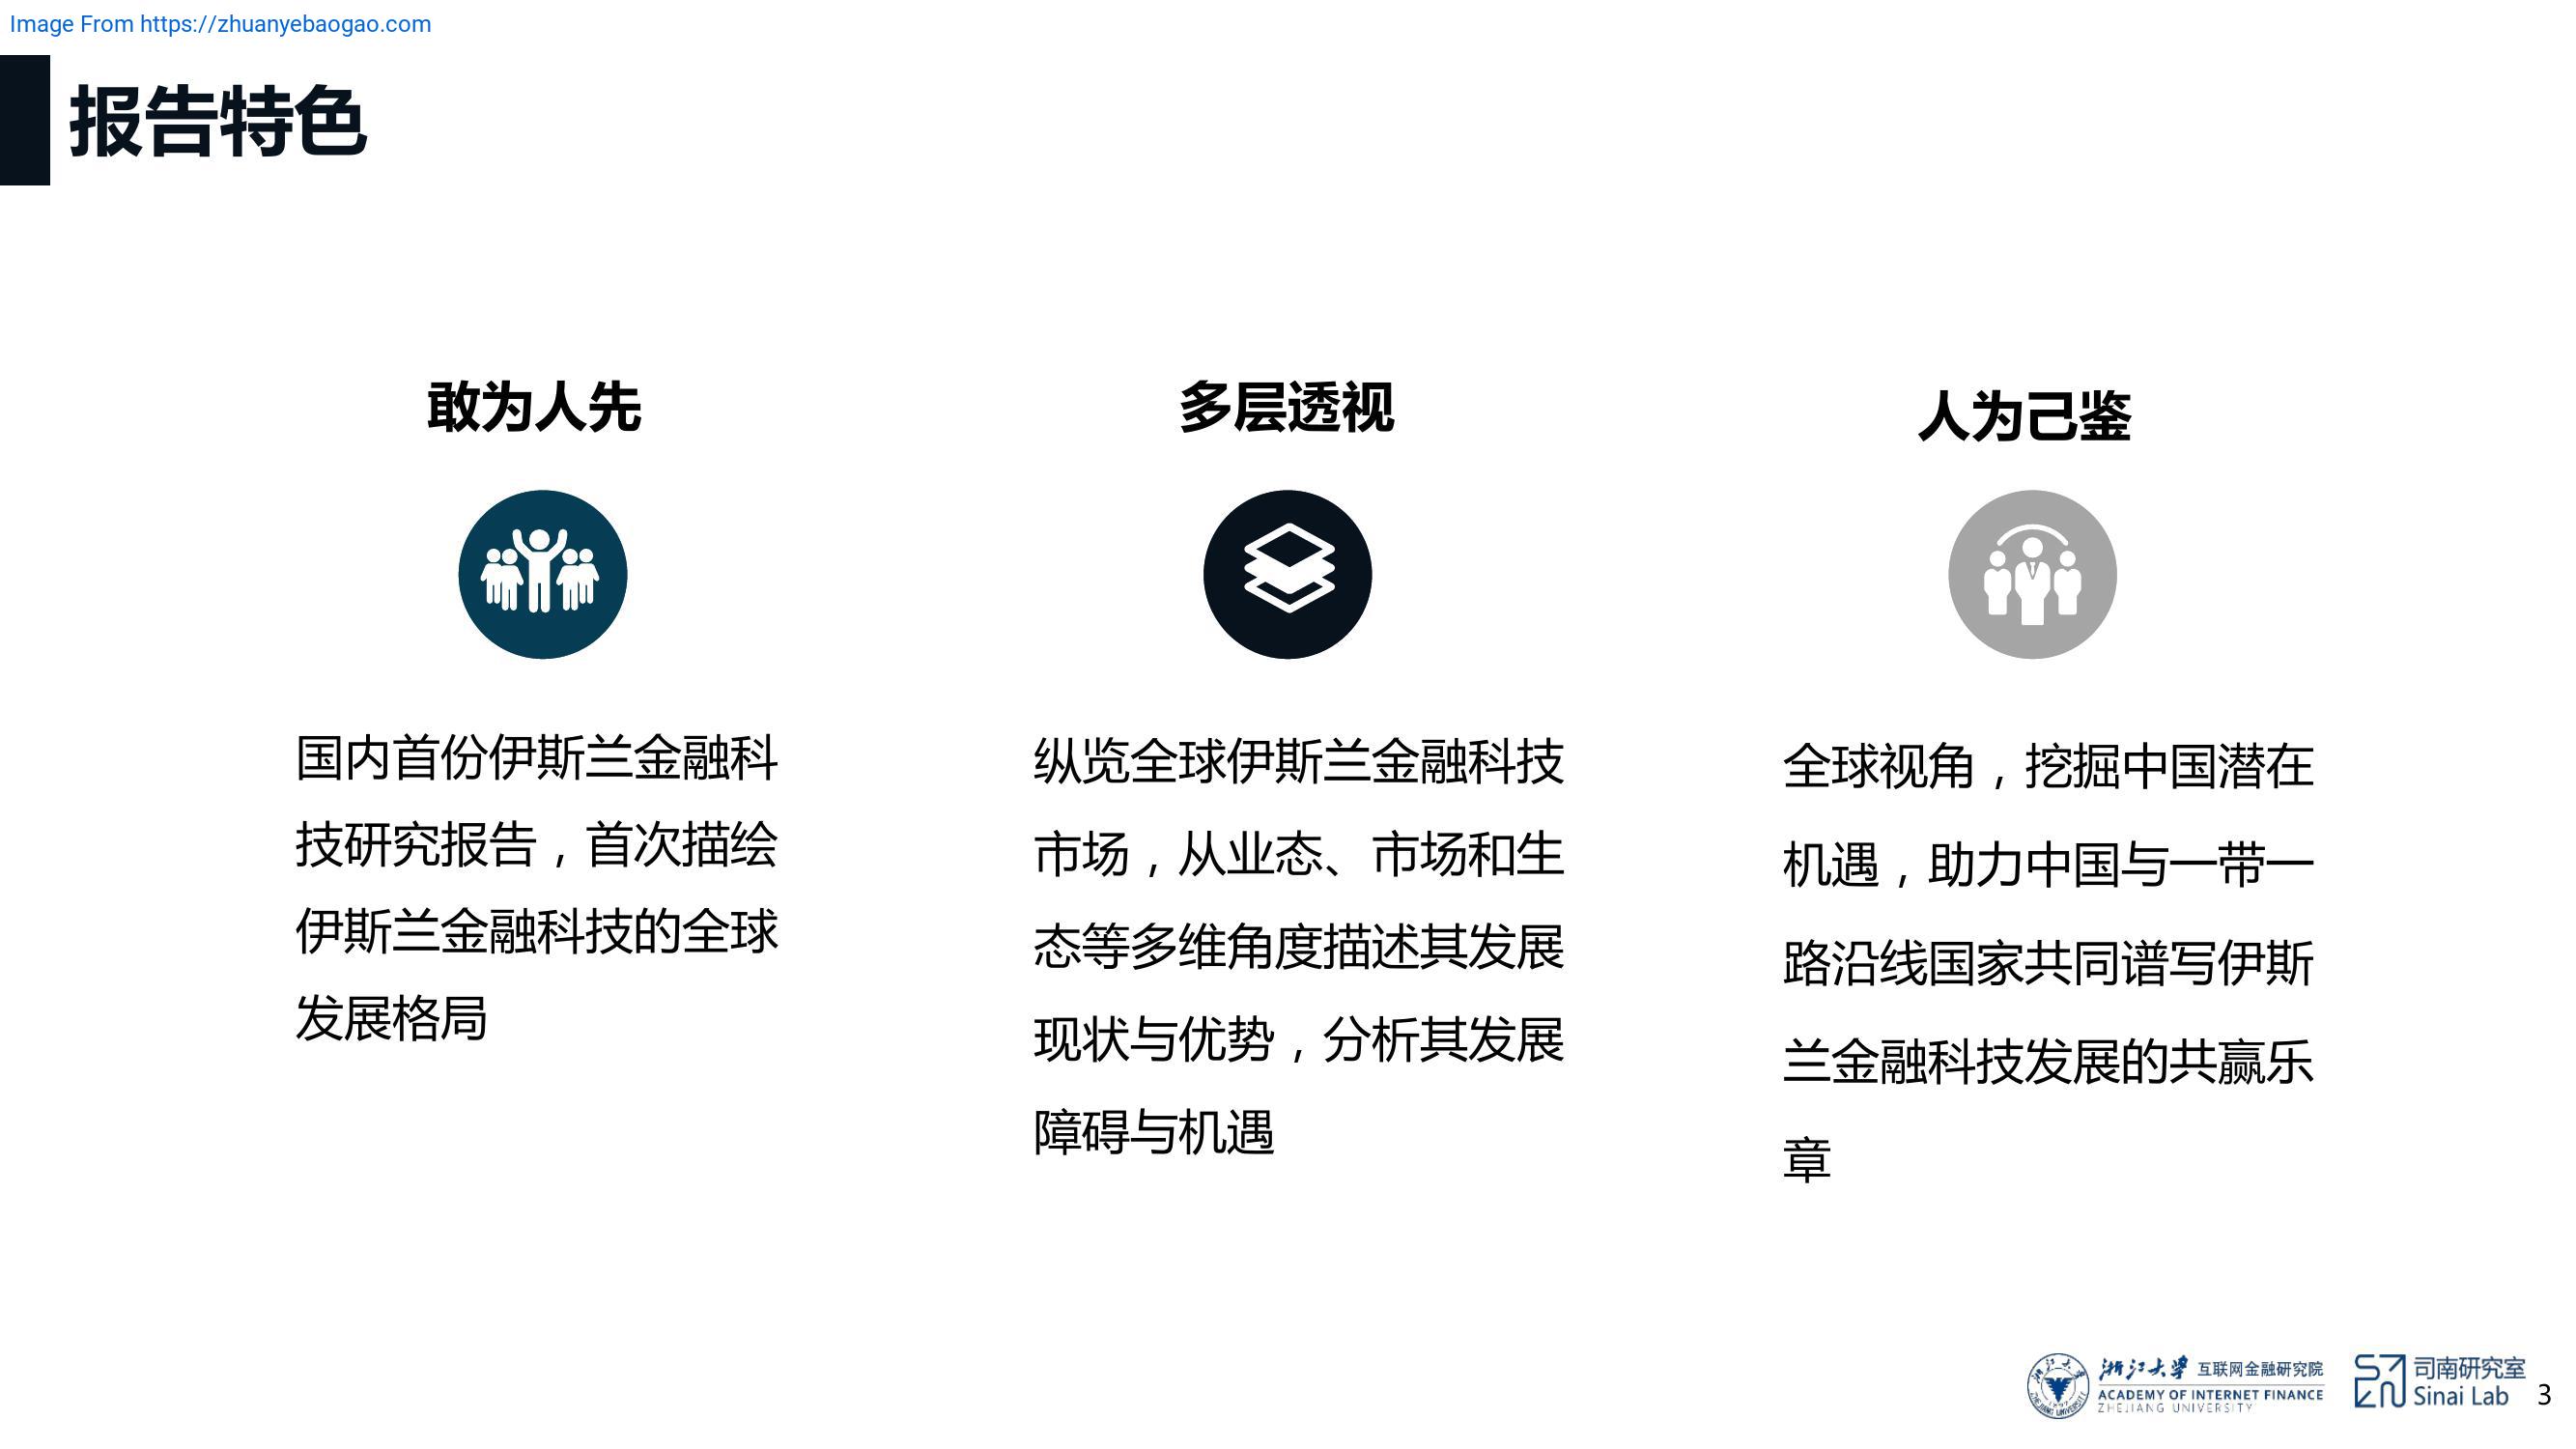 Image From https://zhuanyebaogao.com
报告特色
敢为人先
国内首份伊斯兰金融科
技研究报告，首次描绘
伊斯兰金融科技的全球
发展格局
多层透视
纵览全球伊斯兰金融科技
市场，从业态、市场和生
态等多维角度描述其发展
现状与优势，分析其发展
障碍与机遇
人为己鉴
全球视角，挖掘中国潜在
机遇，助力中国与一带一
路沿线国家共同谱写伊斯
兰金融科技发展的共赢乐
章
浙江大学 互联网金融研究院
ACADEMY OF INTERNET FINANCE
ZHEJIANG UNIVERSITY
司南研究室
Sinai Lab
3